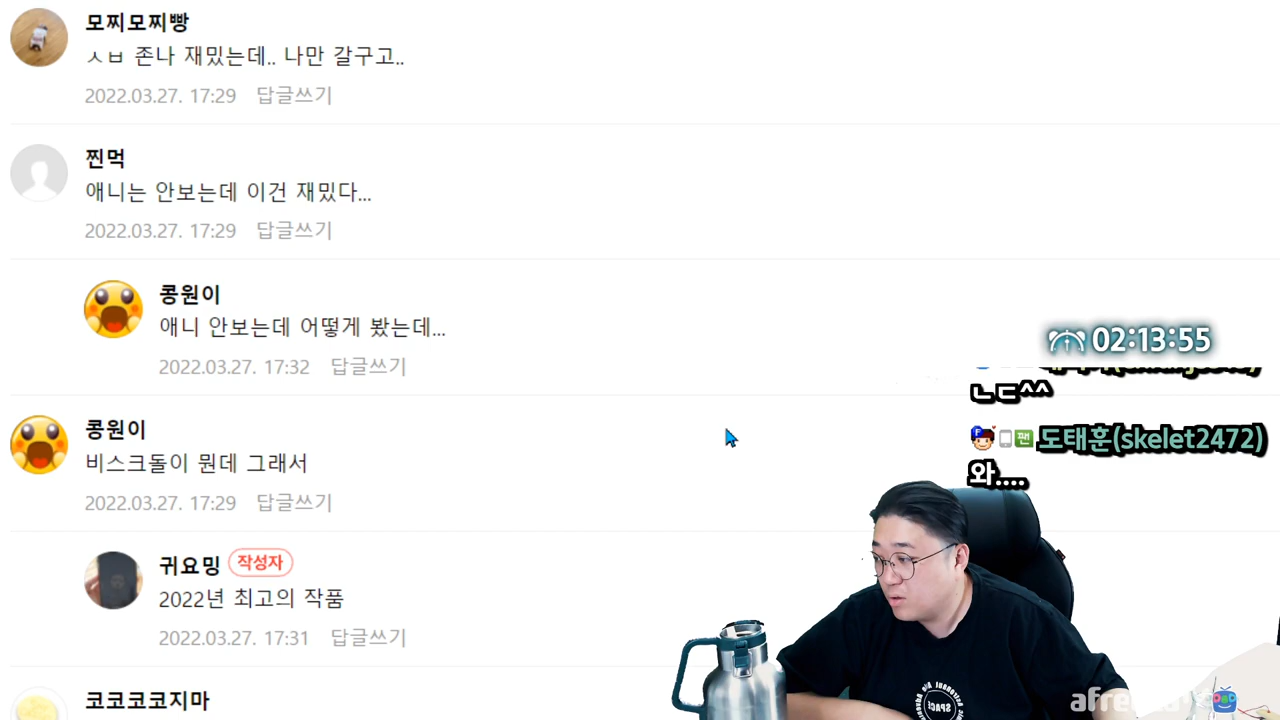 모찌모찌빵
ㅅㅂ 존나 재밌는데.. 나만 갈구고..
2022.03.27. 17:29 답글쓰기
찐먹
애니는 안보는데 이건 재밌다...
2022.03.27. 17:29 답글쓰기
콩원이
애니 안보는데 어떻게 봤는데...
2022.03.27. 17:32 답글쓰기
02:13:55
ㄴㄷ^^
콩원이
비스크돌이 뭔데 그래서
2022.03.27. 17:29 답글쓰기
팬 도태훈(skelet2472)
와....
귀요밍 작성자
2022년 최고의 작품
2022.03.27. 17:31 답글쓰기
코코코코지마
SPACE